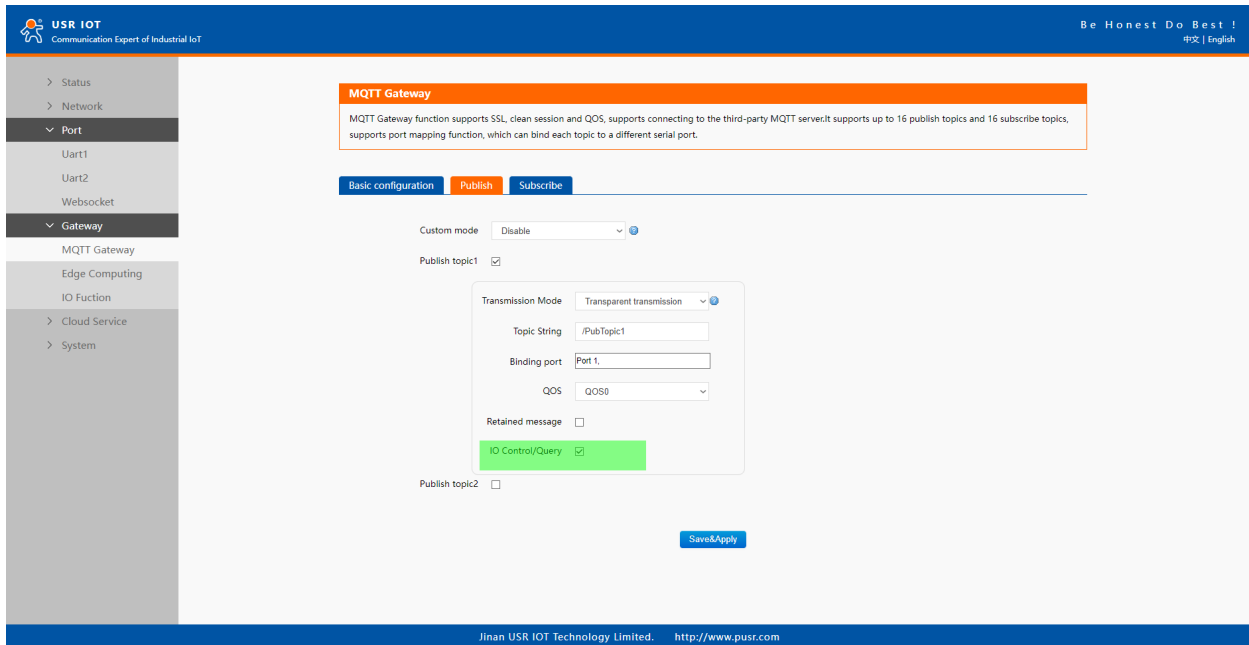 USR IOT
Communication Expert of Industrial IoT
Be Honest Do Best !
中文 | English
Status
Network
Port
Uart1
Uart2
Websocket
Gateway
MQTT Gateway
Edge Computing
IO Fuction
Cloud Service
System
MQTT Gateway
MQTT Gateway function supports SSL, clean session and QOS, supports connecting to the third-party MQTT server.It supports up to 16 publish topics and 16 subscribe topics,
supports port mapping function, which can bind each topic to a different serial port.
Basic configuration Publish Subscribe
Custom mode Disable
Publish topic1
Transmission Mode Transparent transmission
Topic String /PubTopic1
Binding port Port 1,
QOS QOS0
Retained message
IO Control/Query
Publish topic2
Save&Apply
Jinan USR IOT Technology Limited. http://www.pusr.com